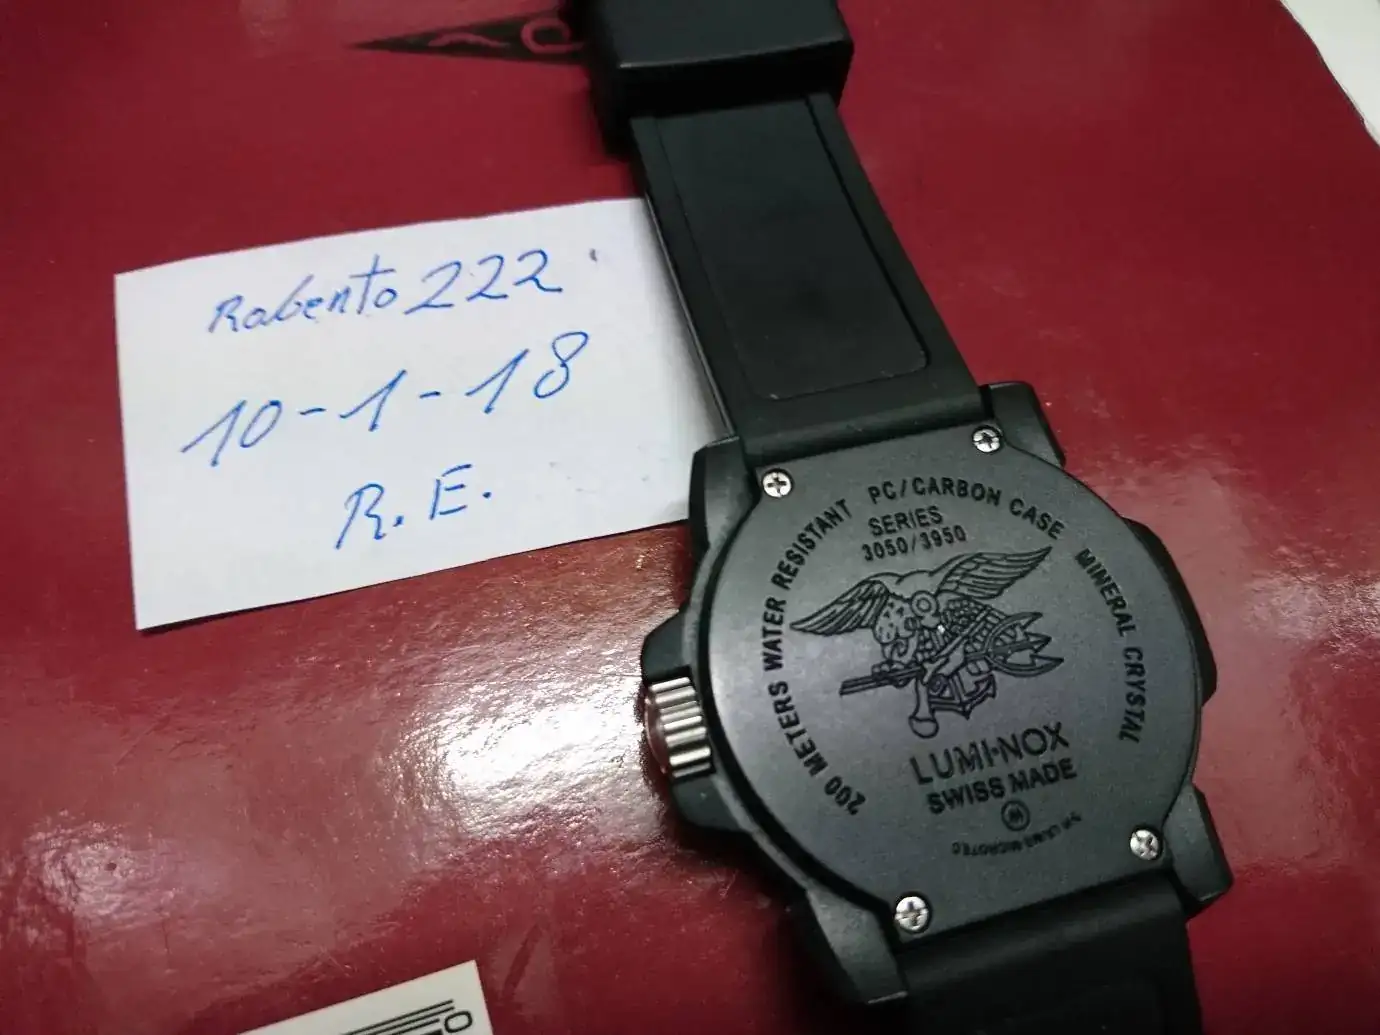 Rabento222
10-1-18
R.E.
200 METERS WATER RESISTANT PC/CARBON CASE MINERAL CRYSTAL
SERIES
3050/3950
LUMI-NOX
SWISS MADE
W